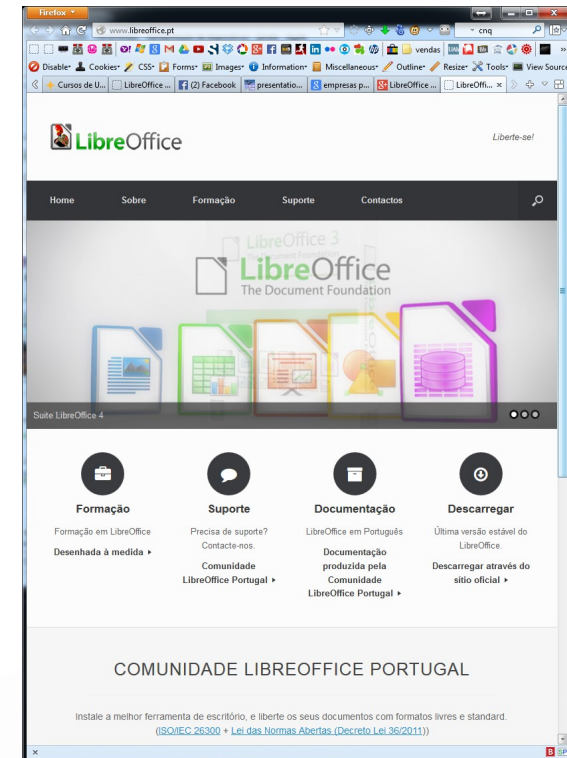 Firefox
www.libreoffice.pt
cnq
vendas
Disable Cookies CSS Forms Images Information Miscellaneous Outline Resize Tools View Source
Cursos de U... LibreOffice ... (2) Facebook presentatio... empresas p... LibreOffice ... LibreOffi...
LibreOffice
Liberte-se!
Home Sobre Formação Suporte Contactos
LibreOffice 3
LibreOffice
The Document Foundation
Suite LibreOffice 4
Formação
Formação em LibreOffice
Desenhada à medida
Suporte
Precisa de suporte?
Contacte-nos.
Comunidade
LibreOffice Portugal
Documentação
LibreOffice em Português
Documentação
produzida pela
Comunidade
LibreOffice Portugal
Descarregar
Última versão estável do
LibreOffice.
Descarregar através do
sitio oficial
COMUNIDADE LIBREOFFICE PORTUGAL
Instale a melhor ferramenta de escritório, e liberte os seus documentos com formatos livres e standard.
(ISO/IEC 26300 + Lei das Normas Abertas (Decreto Lei 36/2011))